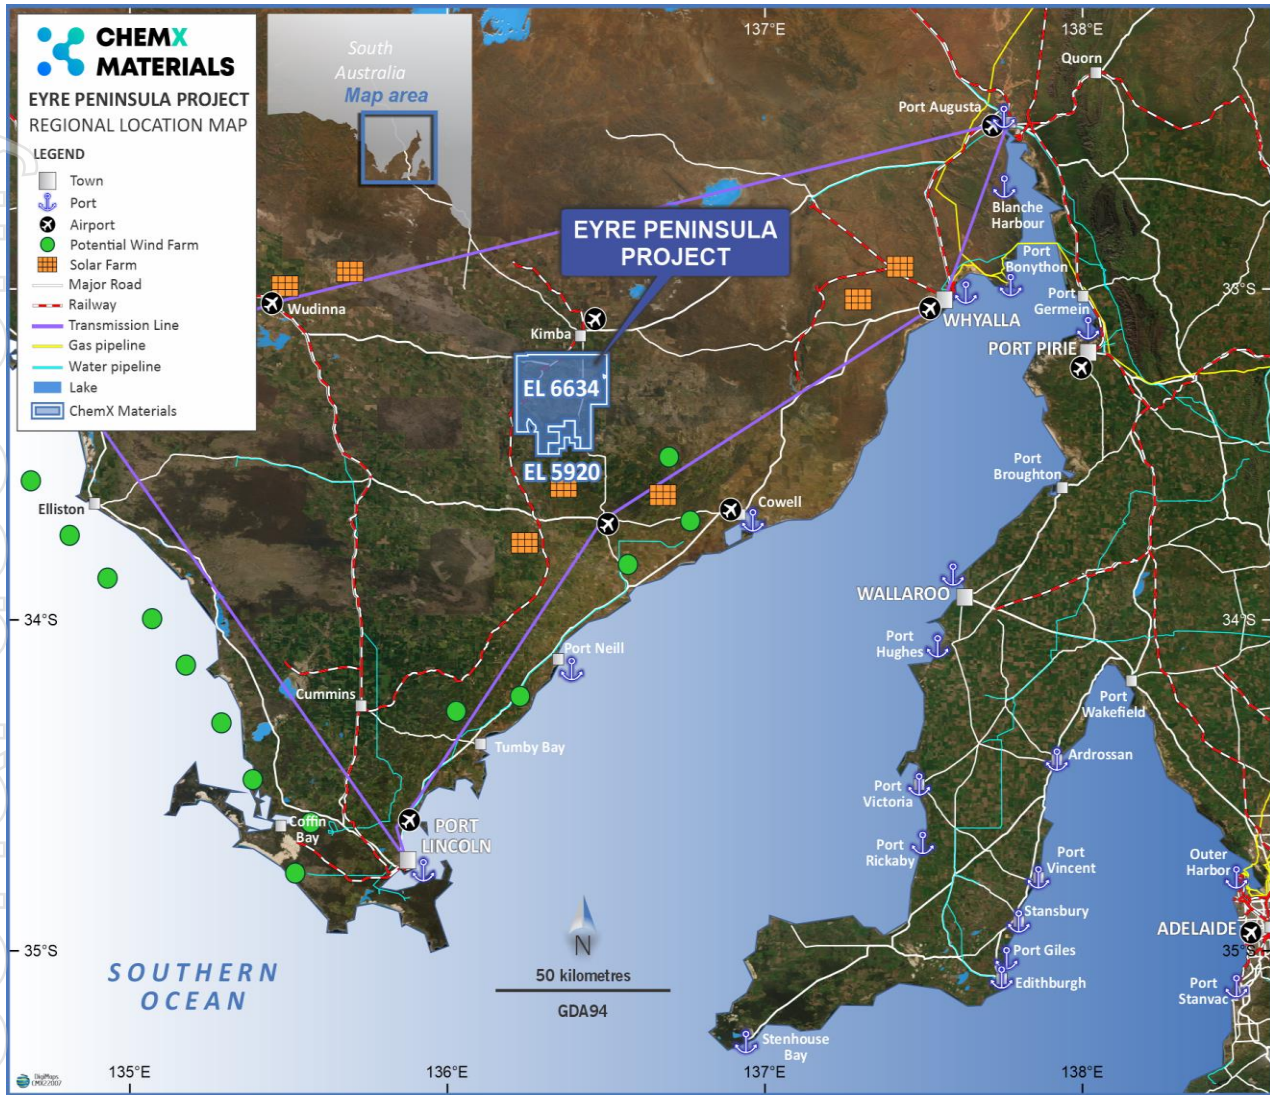 CHEMX
MATERIALS
EYRE PENINSULA PROJECT
REGIONAL LOCATION MAP
LEGEND
Town
Port
Airport
Potential Wind Farm
Solar Farm
Major Road
Railway
Transmission Line
Gas pipeline
Water pipeline
Lake
ChemX Materials
South
Australia
Map area
137°E
138°E
Quorn
Port Augusta
Blanche
Harbour
EYRE PENINSULA
PROJECT
Port
Bonython
33°S
Port
Germein
Wudinna
WHYALLA
Kimba
PORT PIRIE
EL 6634
EL 5920
Port
Broughton
Cowell
Elliston
WALLAROO
34°S
34°S
Port
Hughes
Port Neill
Cummins
Port
Wakefield
Tumby Bay
Ardrossan
Port
Victoria
Coffin
Bay
PORT
LINCOLN
Port
Rickaby
Port
Vincent
Outer
Harbor
Stansbury
ADELAIDE
35°S
35°S
Port Giles
Edithburgh
Port
Stanvac
SOUTHERN
OCEAN
N
50 kilometres
GDA94
Stenhouse
Bay
135°E
136°E
137°E
138°E
DigiMaps
CMX22007